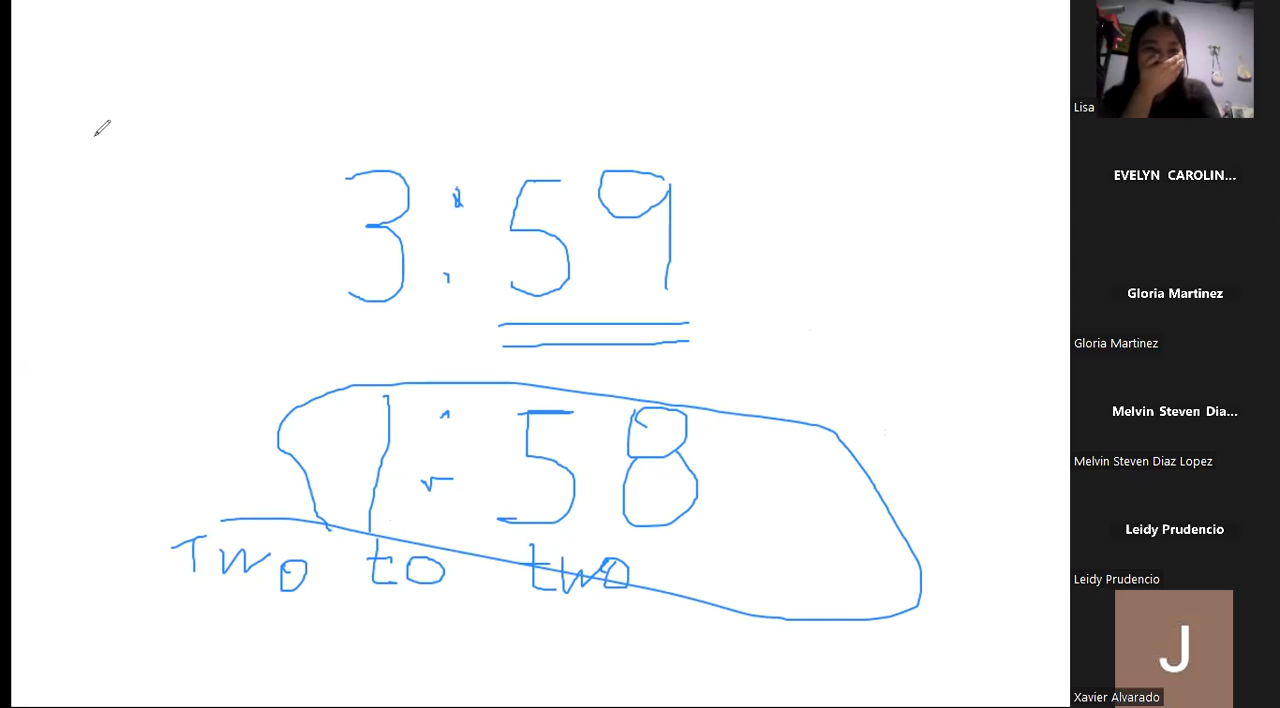 3:59
1:58
Two to two
Lisa
EVELYN CAROLIN...
Gloria Martinez
Gloria Martinez
Melvin Steven Dia...
Melvin Steven Diaz Lopez
Leidy Prudencio
Leidy Prudencio
J
Xavier Alvarado